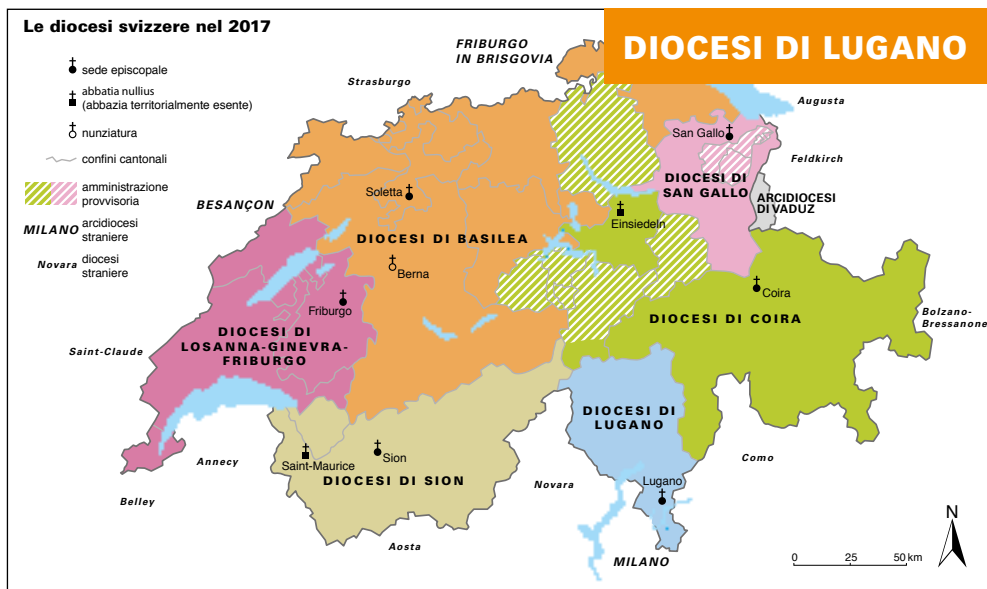 Le diocesi svizzere nel 2017
DIOCESI DI LUGANO
sede episcopale
abbatia nullius
(abbazia territorialmente esente)
nunziatura
confini cantonali
amministrazione
provvisoria
MILANO
arcidiocesi
straniere
Novara
diocesi
straniere
FRIBURGO
IN BRISGOVIA
Strasburgo
Augusta
San Gallo
Feldkirch
DIOCESI DI
SAN GALLO
ARCIDIOCESI
DI VADUZ
BESANÇON
Soletta
Einsiedeln
DIOCESI DI BASILEA
Berna
Coira
Friburgo
DIOCESI DI COIRA
Bolzano-
Bressanone
DIOCESI DI
LOSANNA-GINEVRA-
FRIBURGO
Saint-Claude
DIOCESI DI
LUGANO
Annecy
Saint-Maurice
Sion
Como
DIOCESI DI SION
Novara
Lugano
Belley
Aosta
MILANO
N
0 25 50 km